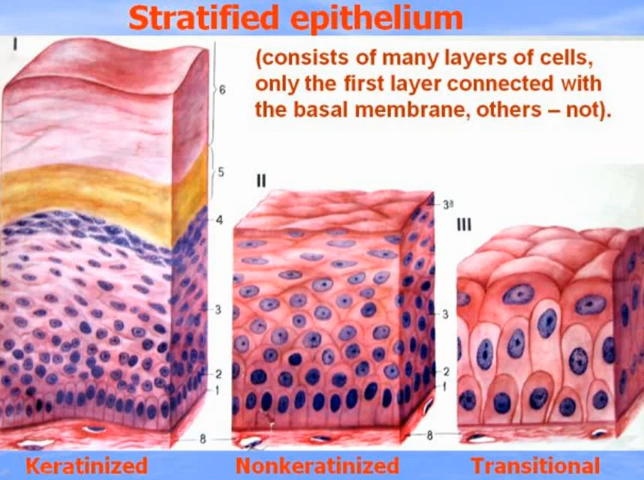 Stratified epithelium
(consists of many layers of cells,
only the first layer connected with
the basal membrane, others – not).
I
6
5
4
3
2
1
8
II
3ª
3
2
1
8
III
Keratinized
Nonkeratinized
Transitional